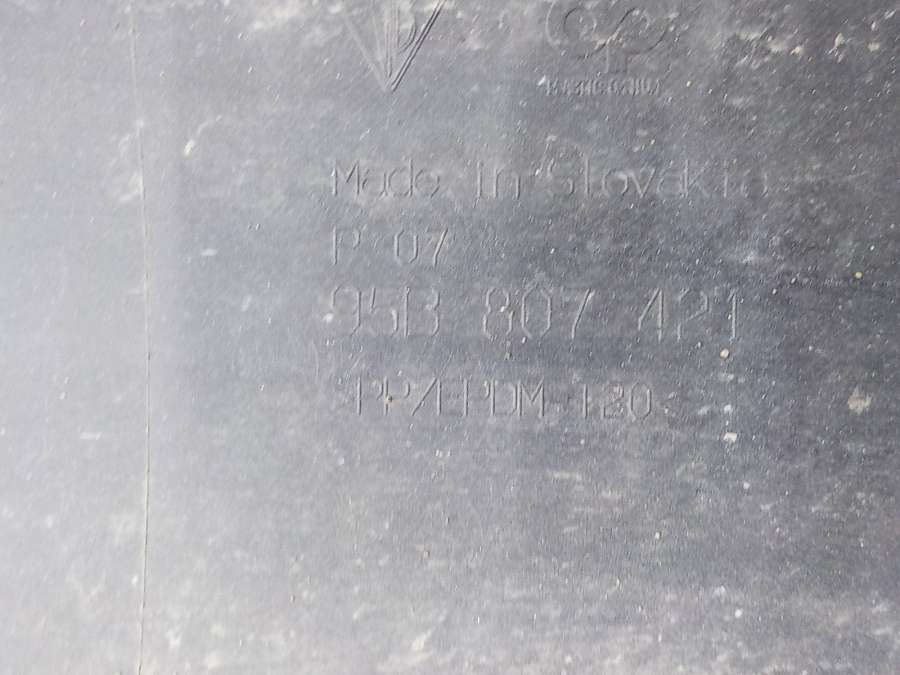 Made in Slovakia
P 07
95B 807 421
>PP/EPDM T20<